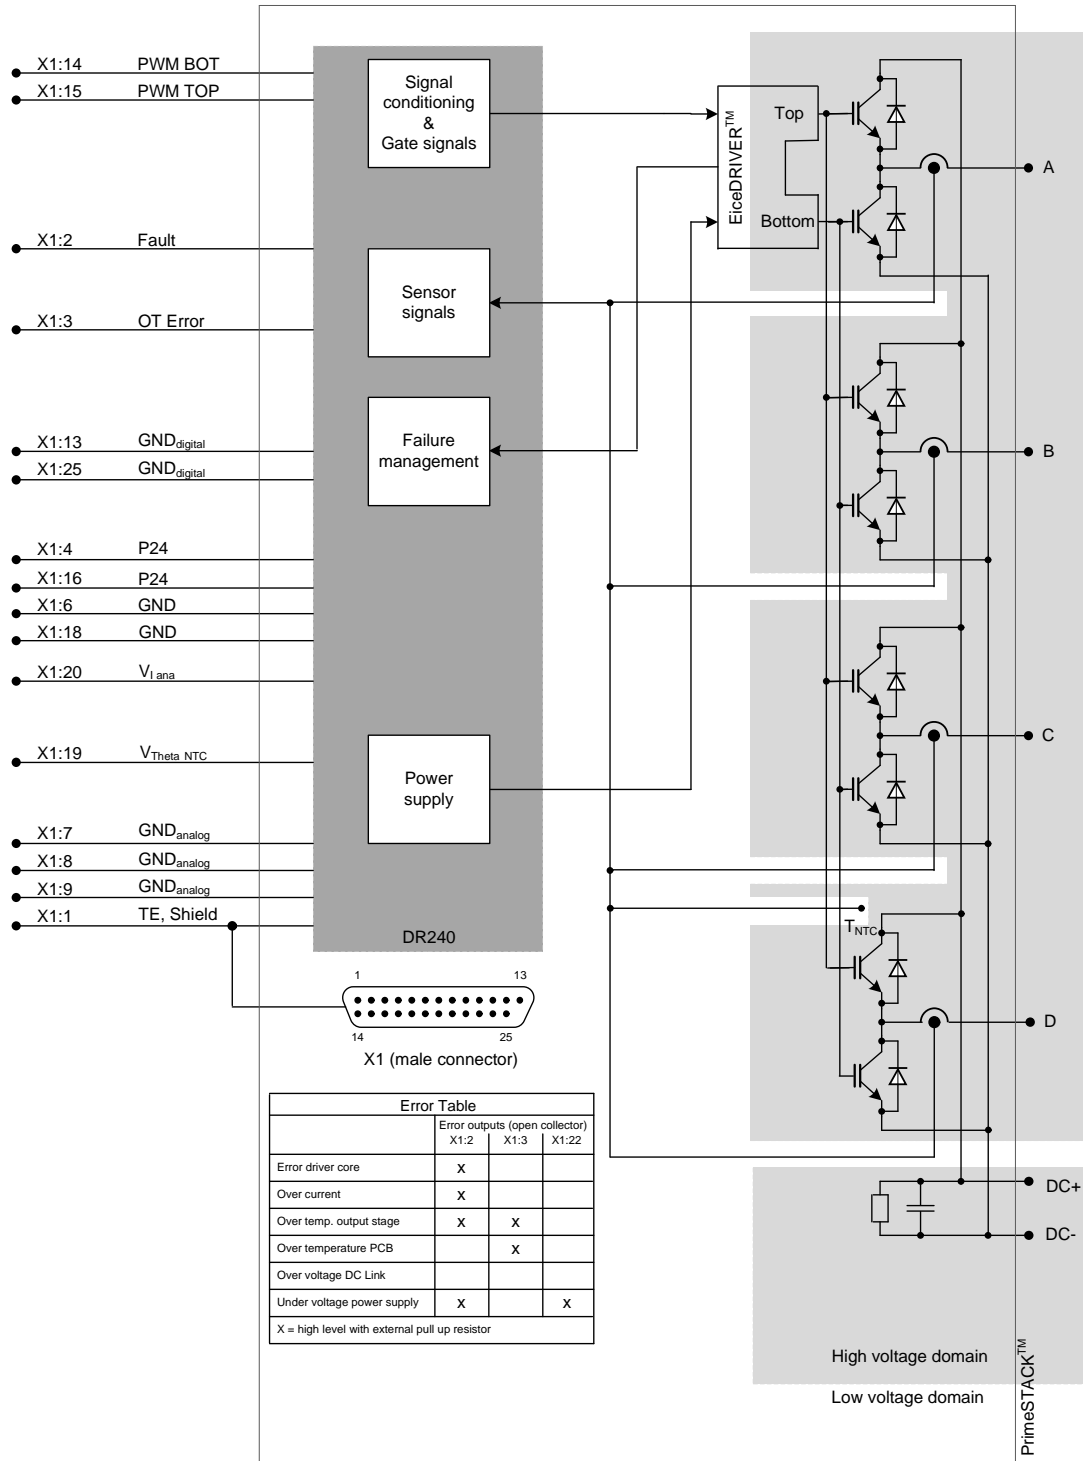 X1:14 PWM BOT
X1:15 PWM TOP
X1:2 Fault
X1:3 OT Error
X1:13 GNDdigital
X1:25 GNDdigital
X1:4 P24
X1:16 P24
X1:6 GND
X1:18 GND
X1:20 VI ana
X1:19 VTheta NTC
X1:7 GNDanalog
X1:8 GNDanalog
X1:9 GNDanalog
X1:1 TE, Shield
Signal
conditioning
&
Gate signals
Sensor
signals
Failure
management
Power
supply
DR240
EiceDRIVER™
Top
Bottom
A
B
C
TNTC
D
DC+
DC-
1 13
14 25
X1 (male connector)
Error Table
Error outputs (open collector)
X1:2 X1:3 X1:22
Error driver core x
Over current x
Over temp. output stage x x
Over temperature PCB x
Over voltage DC Link
Under voltage power supply x x
X = high level with external pull up resistor
High voltage domain
Low voltage domain
PrimeSTACK™